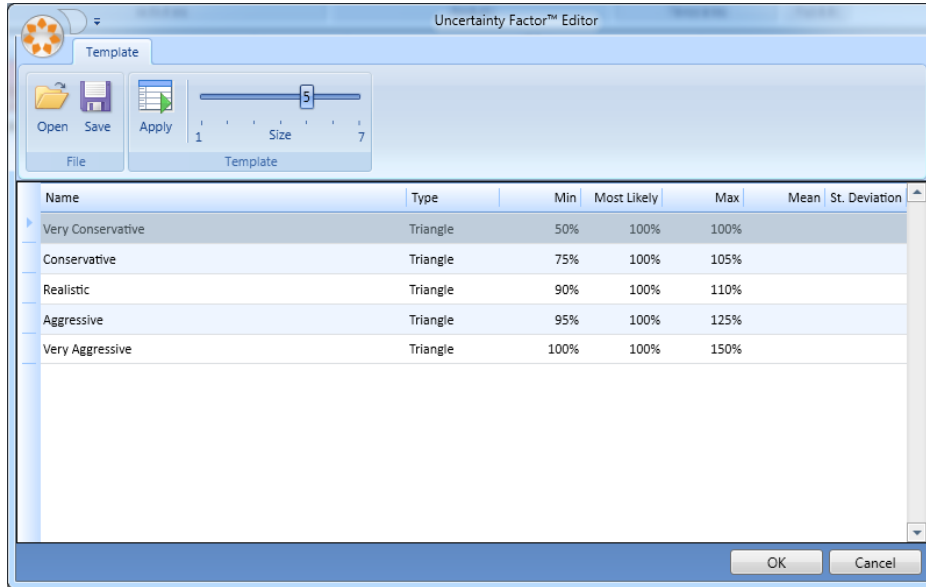 Uncertainty Factor™ Editor
Template
Open Save Apply 5
1 Size 7
File Template
Name Type Min Most Likely Max Mean St. Deviation
Very Conservative Triangle 50% 100% 100%
Conservative Triangle 75% 100% 105%
Realistic Triangle 90% 100% 110%
Aggressive Triangle 95% 100% 125%
Very Aggressive Triangle 100% 100% 150%
OK Cancel